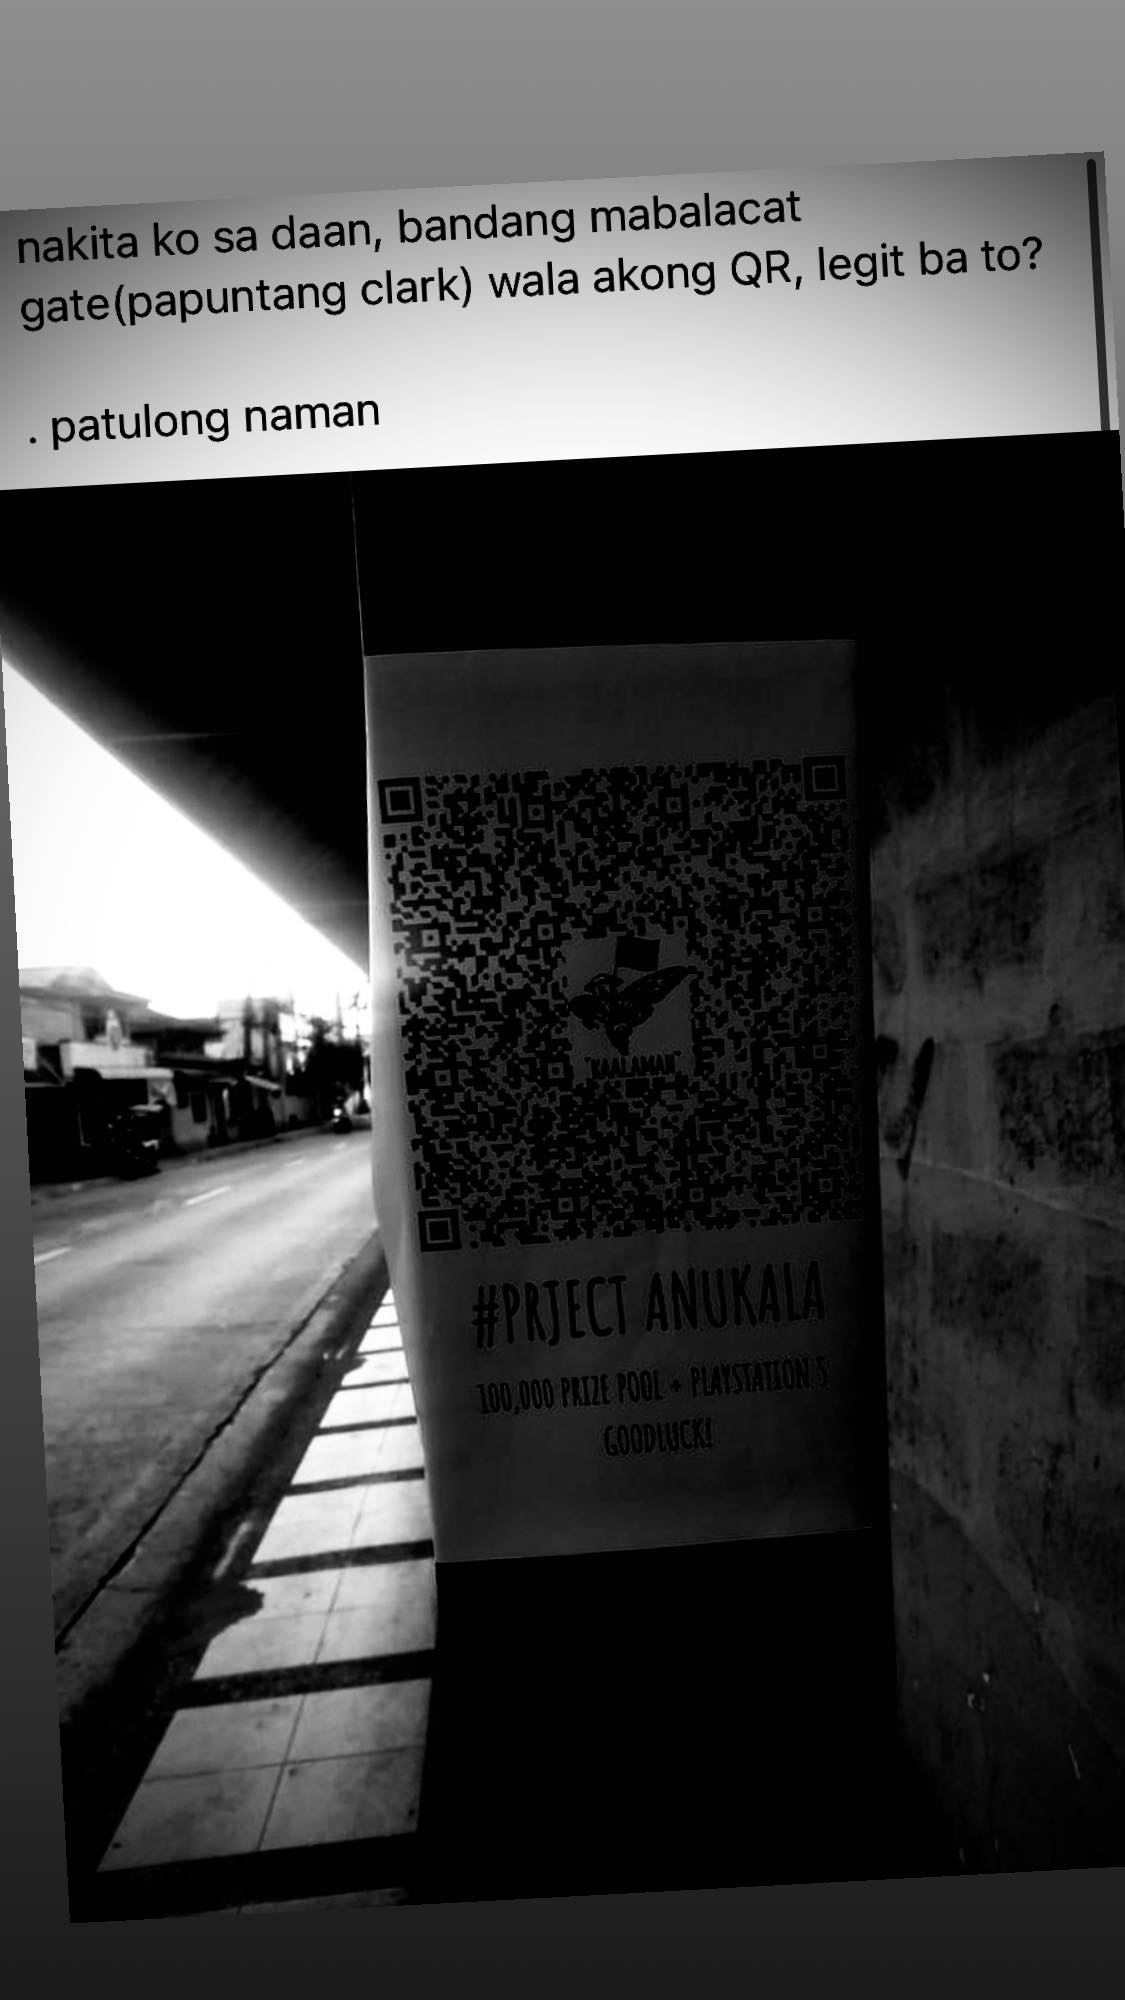 nakita ko sa daan, bandang mabalacat
gate(papuntang clark) wala akong QR, legit ba to?
. patulong naman
"KAALAMAN"
#PRJECT ANUKALA
100,000 PRIZE POOL + PLAYSTATION 5
GOODLUCK!